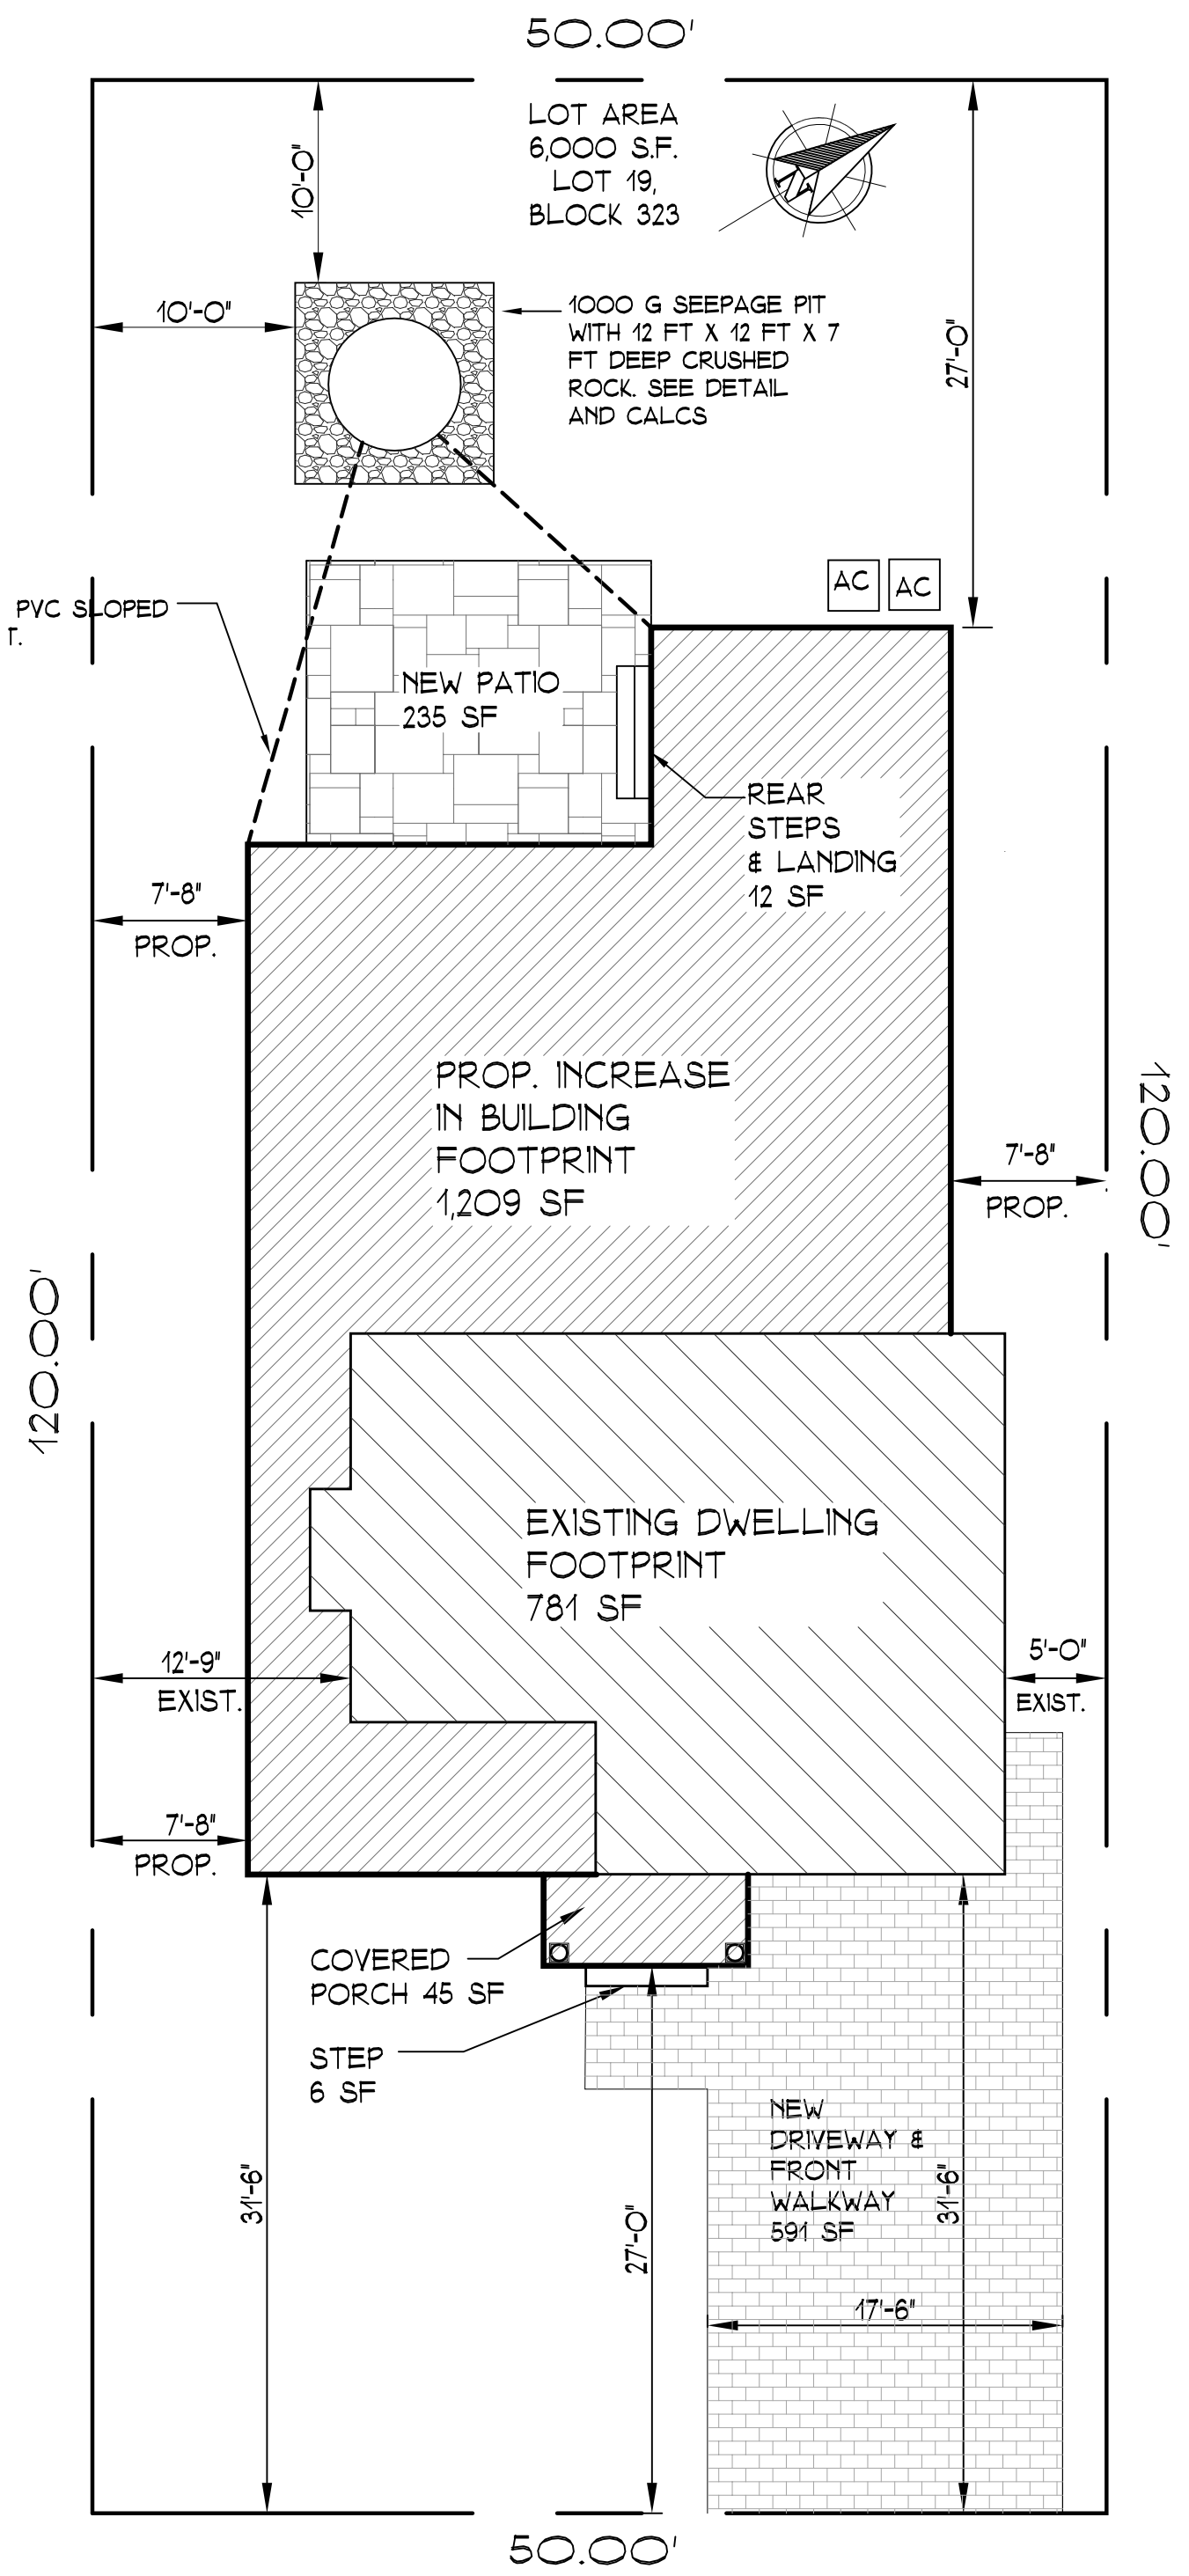 50.00'
LOT AREA
6,000 S.F.
LOT 19,
BLOCK 323
N
10'-0"
10'-0"
1000 G SEEPAGE PIT
WITH 12 FT X 12 FT X 7
FT DEEP CRUSHED
ROCK. SEE DETAIL
AND CALCS
27'-0"
AC
AC
PVC SLOPED
T.
NEW PATIO
235 SF
REAR
STEPS
& LANDING
12 SF
7'-8"
PROP.
PROP. INCREASE
IN BUILDING
FOOTPRINT
1,209 SF
7'-8"
PROP.
120.00'
120.00'
EXISTING DWELLING
FOOTPRINT
781 SF
12'-9"
EXIST.
5'-0"
EXIST.
7'-8"
PROP.
COVERED
PORCH 45 SF
STEP
6 SF
NEW
DRIVEWAY &
FRONT
WALKWAY
591 SF
31'-6"
27'-0"
31'-6"
17'-6"
50.00'